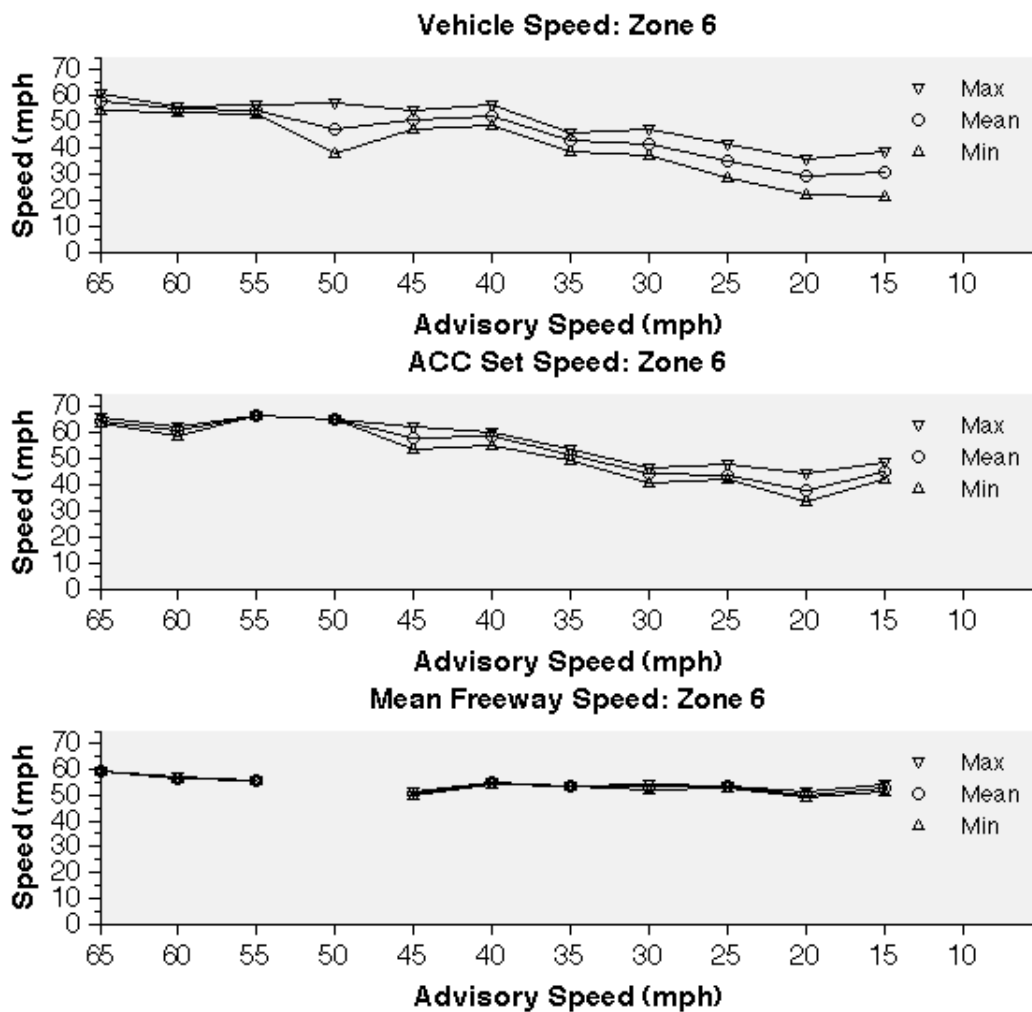 Vehicle Speed: Zone 6
Speed (mph
70
60
50
40
30
20
10
0
Max
Mean
Min
65 60 55 50 45 40 35 30 25 20 15 10
Advisory Speed (mph)
ACC Set Speed: Zone 6
Speed (mph
70
60
50
40
30
20
10
0
Max
Mean
Min
65 60 55 50 45 40 35 30 25 20 15 10
Advisory Speed (mph)
Mean Freeway Speed: Zone 6
Speed (mph
70
60
50
40
30
20
10
0
Max
Mean
Min
65 60 55 50 45 40 35 30 25 20 15 10
Advisory Speed (mph)